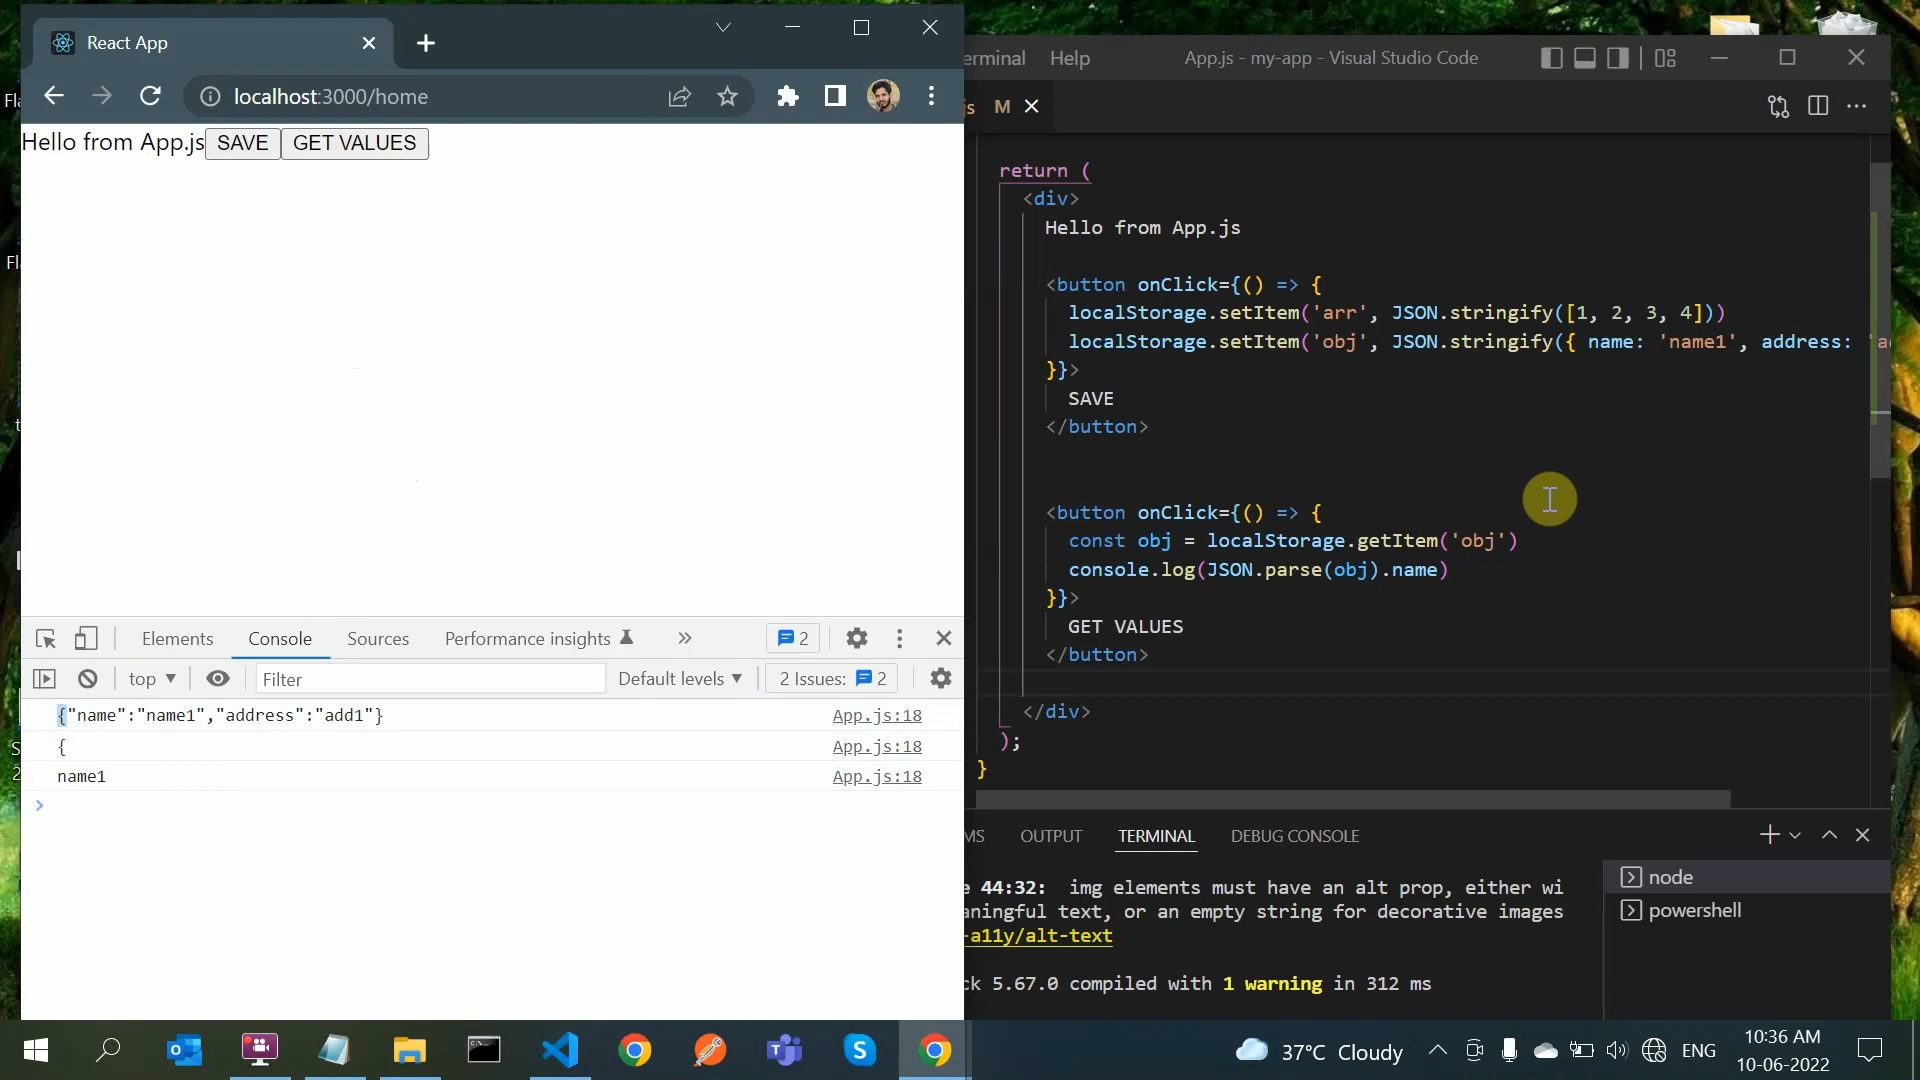 React App
localhost:3000/home
Hello from App.js
SAVE
GET VALUES
Elements
Console
Sources
Performance insights
2
top
Filter
Default levels
2 Issues:
2
{"name":"name1","address":"add1"}
App.js:18
{
App.js:18
name1
App.js:18
Help
App.js - my-app - Visual Studio Code
M
return (
<div>
Hello from App.js
<button onClick={() => {
localStorage.setItem('arr', JSON.stringify([1, 2, 3, 4]))
localStorage.setItem('obj', JSON.stringify({ name: 'name1', address:
}}>
SAVE
</button>
<button onClick={() => {
const obj = localStorage.getItem('obj')
console.log(JSON.parse(obj).name)
}}>
GET VALUES
</button>
</div>
);
}
OUTPUT
TERMINAL
DEBUG CONSOLE
44:32: img elements must have an alt prop, either wi
text, or an empty string for decorative images
-a11y/alt-text
5.67.0 compiled with 1 warning in 312 ms
node
powershell
37°C Cloudy
ENG
10:36 AM
10-06-2022